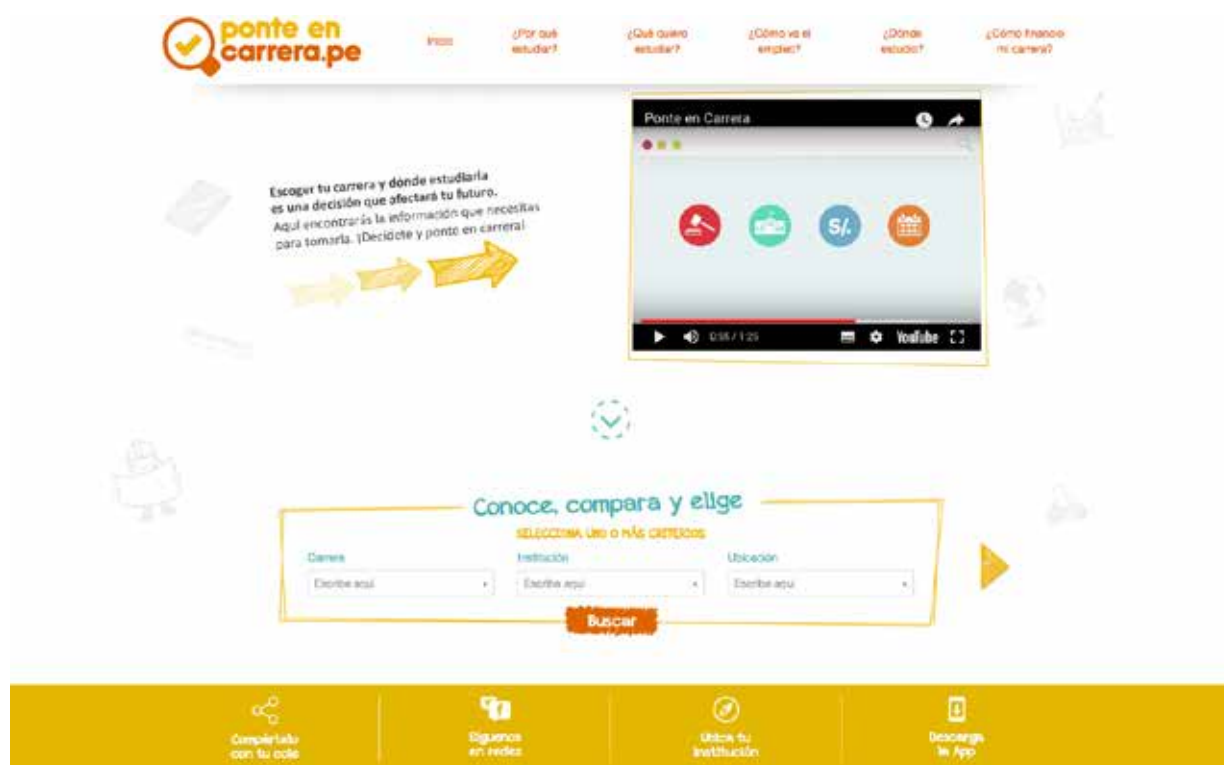 ponte en
carrera.pe
Inicio
¿Por qué
estudiar?
¿Qué quiero
estudiar?
¿Cómo va el
empleo?
¿Dónde
estudio?
¿Cómo financio
mi carrera?
Ponte en Carrera
Escoger tu carrera y dónde estudiarla
es una decisión que afectará tu futuro.
Aquí encontrarás la información que necesitas
para tomarla. ¡Decídete y ponte en carrera!
S/.
0:55 / 1:25
YouTube
Conoce, compara y elige
SELECCIONA UNO O MÁS CRITERIOS
Carrera
Institución
Ubicación
Escribe aquí
Escribe aquí
Escribe aquí
Buscar
Compártelo
con tu cole
Síguenos
en redes
Ubica tu
institución
Descarga
la App